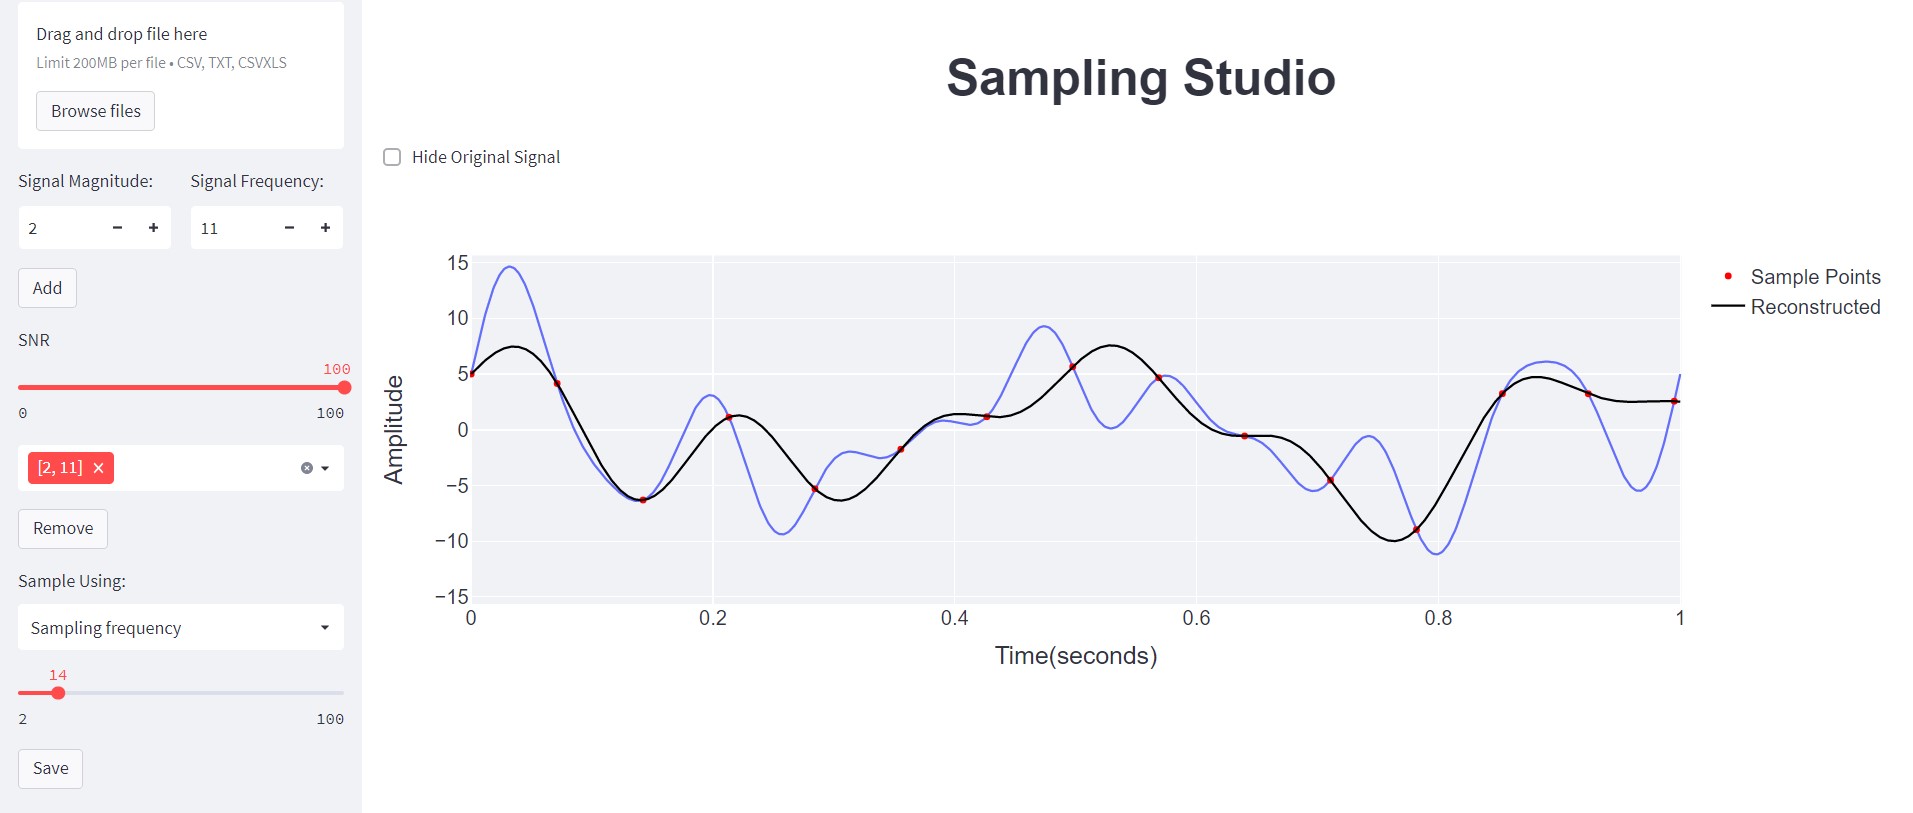 Drag and drop file here
Limit 200MB per file • CSV, TXT, CSVXLS
Browse files
Signal Magnitude: Signal Frequency:
2 − + 11 − +
Add
SNR
100
0 100
[2, 11] ×
Remove
Sample Using:
Sampling frequency
14
2 100
Save
Sampling Studio
Hide Original Signal
15
10
5
0
−5
−10
−15
Amplitude
0 0.2 0.4 0.6 0.8 1
Time(seconds)
Sample Points
Reconstructed